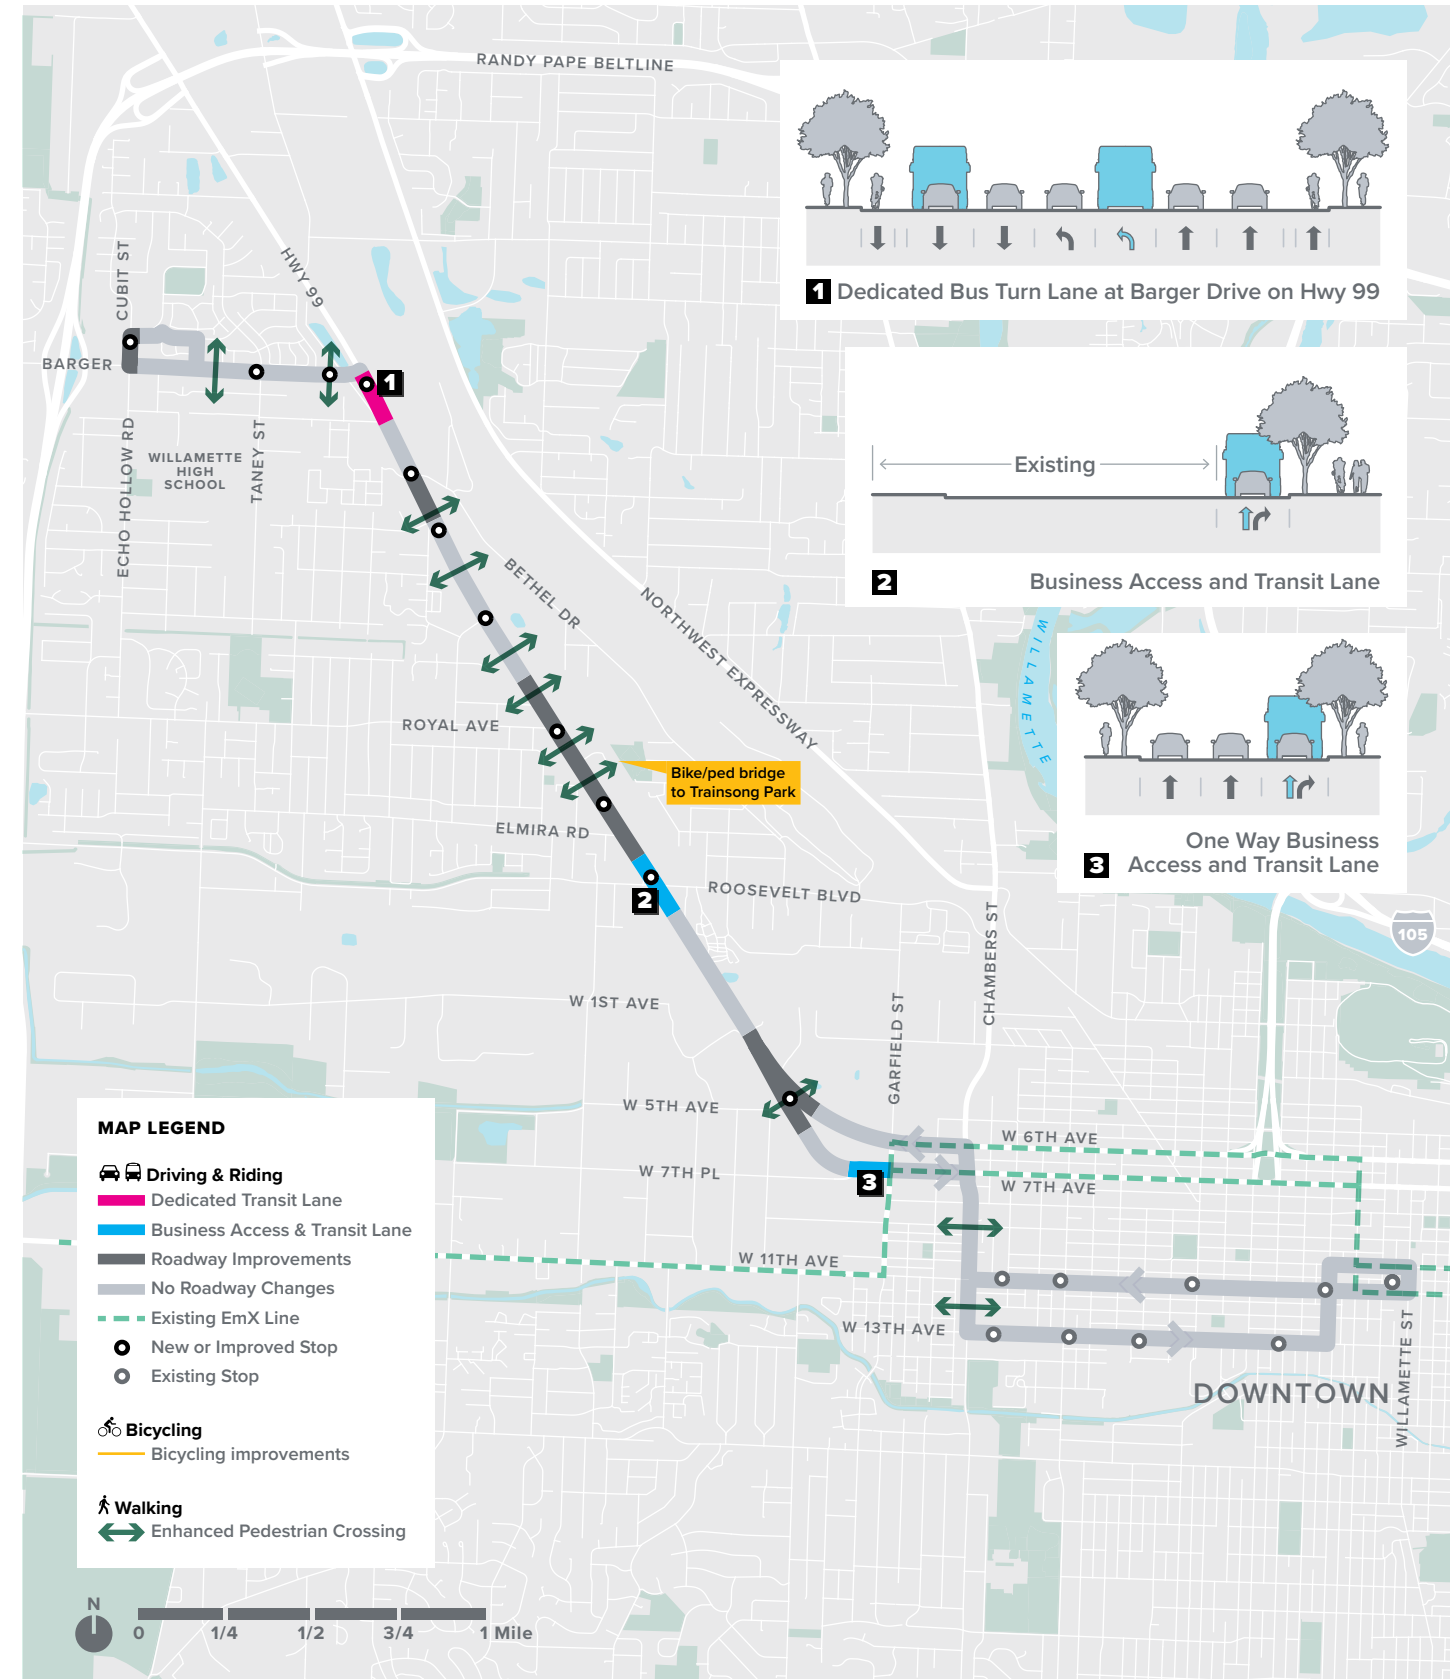 RANDY PAPE BELTLINE
1 Dedicated Bus Turn Lane at Barger Drive on Hwy 99
CUBIT ST
HWY 99
BARGER
1
ECHO HOLLOW RD
WILLAMETTE
HIGH
SCHOOL
TANEY ST
Existing
2 Business Access and Transit Lane
BETHEL DR
NORTHWEST EXPRESSWAY
WILLAMETTE
ROYAL AVE
Bike/ped bridge
to Trainsong Park
ELMIRA RD
One Way Business
3 Access and Transit Lane
2
ROOSEVELT BLVD
105
CHAMBERS ST
W 1ST AVE
GARFIELD ST
W 5TH AVE
W 6TH AVE
W 7TH PL
3
W 7TH AVE
W 11TH AVE
W 13TH AVE
DOWNTOWN
WILLAMETTE ST
MAP LEGEND
Driving & Riding
Dedicated Transit Lane
Business Access & Transit Lane
Roadway Improvements
No Roadway Changes
Existing EmX Line
New or Improved Stop
Existing Stop
Bicycling
Bicycling improvements
Walking
Enhanced Pedestrian Crossing
N
0 1/4 1/2 3/4 1 Mile